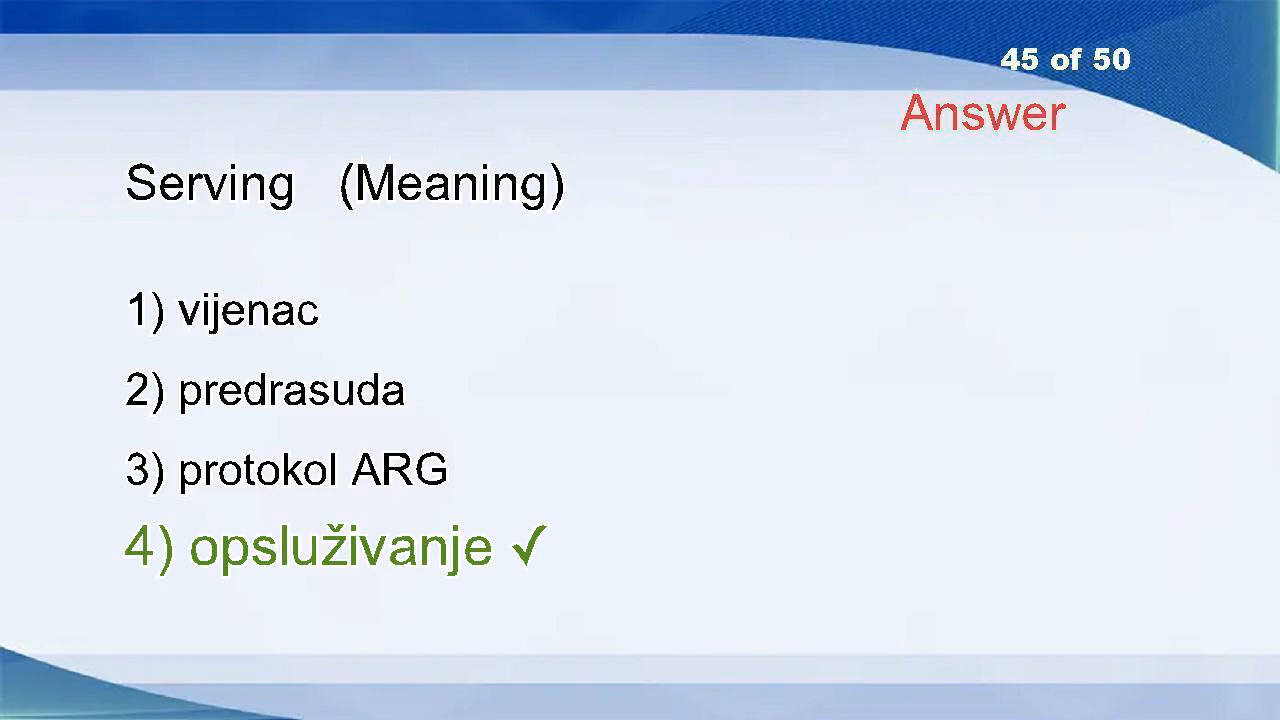 45 of 50
Answer
Serving (Meaning)
1) vijenac
2) predrasuda
3) protokol ARG
4) opsluživanje ✓